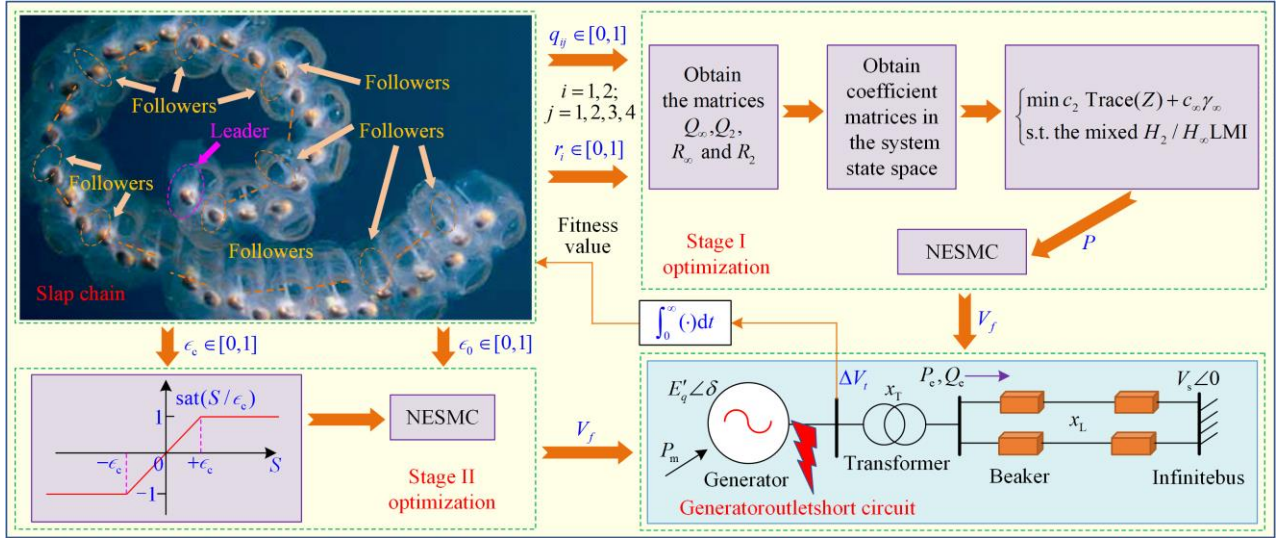 Followers
Followers
Followers
Leader
Followers
Followers
Slap chain
q_{ij} ∈ [0,1]
i = 1, 2;
j = 1, 2, 3, 4
r_i ∈ [0,1]
Fitness
value
Obtain
the matrices
Q_∞, Q_2,
R_∞ and R_2
Obtain
coefficient
matrices in
the system
state space
min c_2 Trace(Z) + c_∞γ_∞
s.t. the mixed H_2 / H_∞ LMI
P
NESMC
Stage I
optimization
∫_0^∞ (·)dt
V_f
ϵ_c ∈ [0,1]
ϵ_0 ∈ [0,1]
sat(S / ϵ_c)
1
−ϵ_c
0
+ϵ_c
S
−1
NESMC
Stage II
optimization
V_f
E'_q∠δ
P_m
Generator
ΔV_t
x_T
Transformer
P_e, Q_e
x_L
Beaker
V_s∠0
Infinitebus
Generatoroutletshort circuit